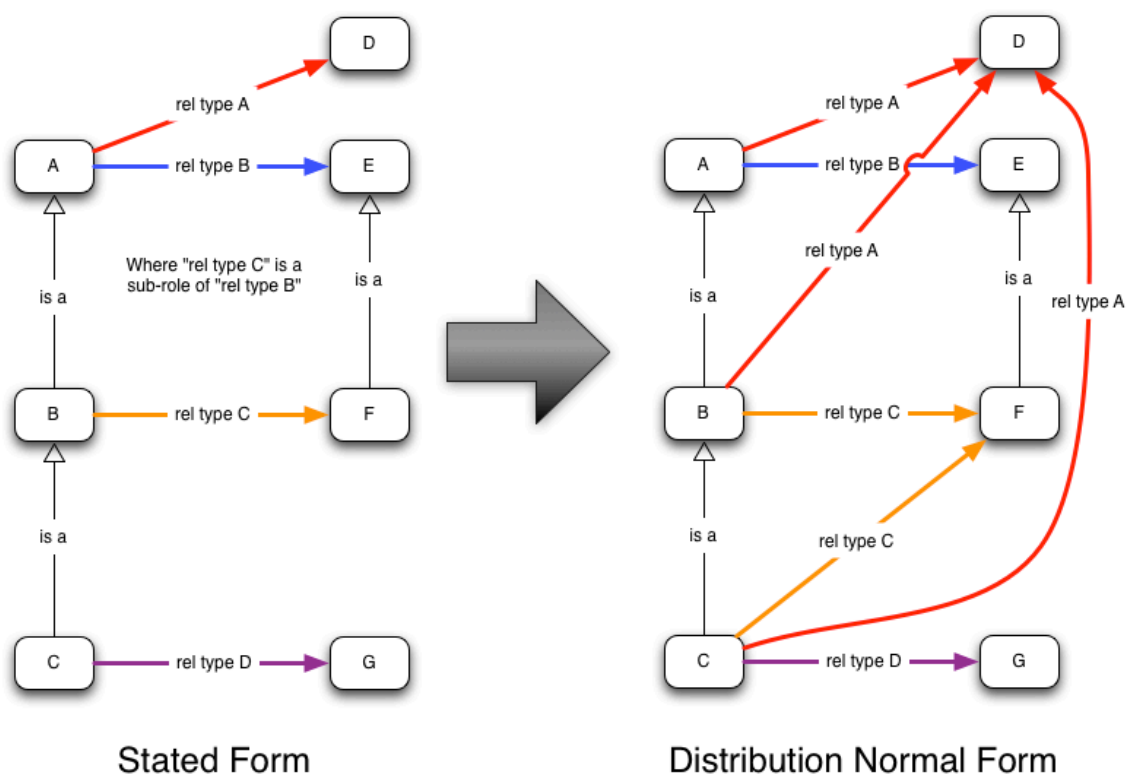 D
rel type A
A
rel type B
E
Where "rel type C" is a
sub-role of "rel type B"
is a
is a
B
rel type C
F
is a
C
rel type D
G
Stated Form
D
rel type A
A
rel type B
E
rel type A
is a
is a
rel type A
B
rel type C
F
is a
rel type C
C
rel type D
G
Distribution Normal Form